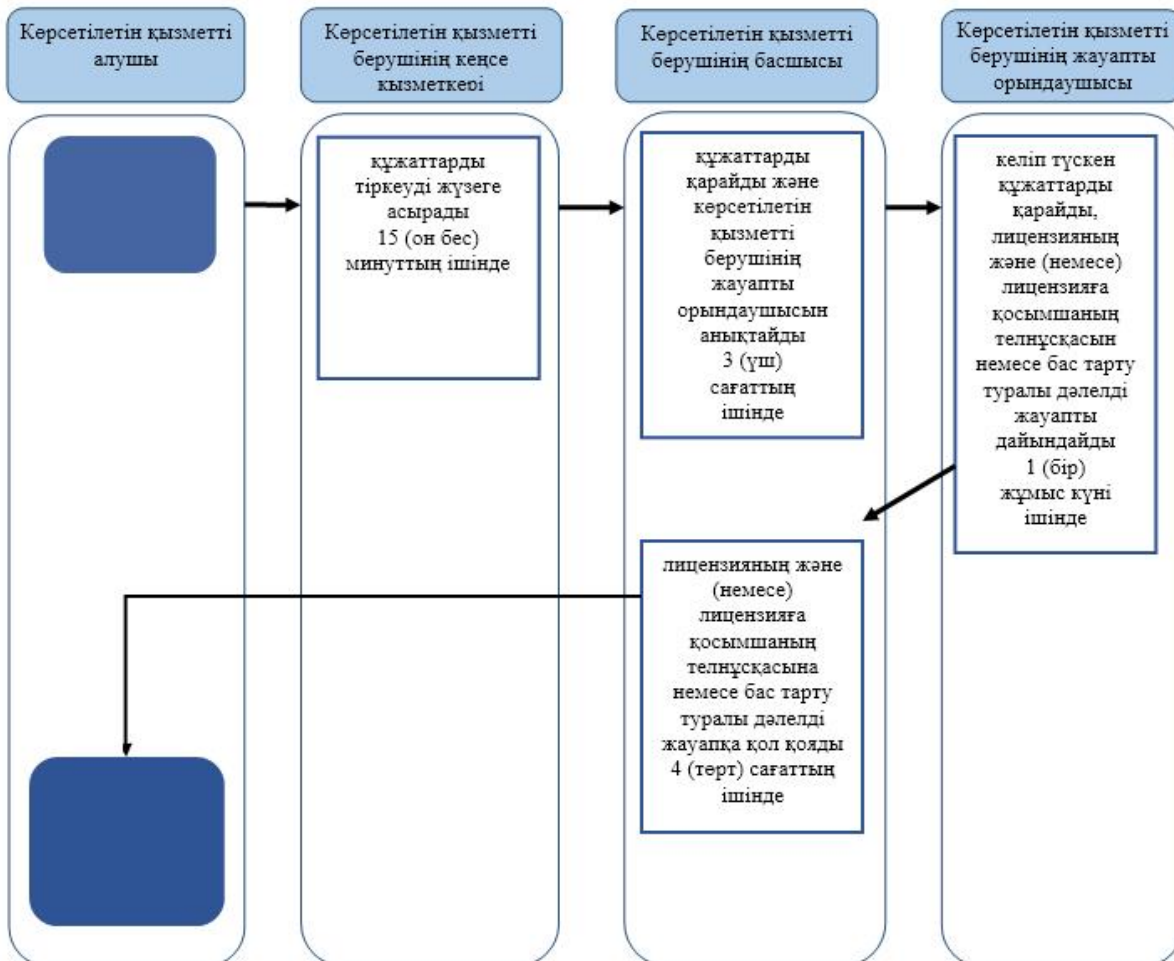 Көрсетілетін қызметті
алушы
Көрсетілетін қызметті
берушінің кеңсе
қызметкері
Көрсетілетін қызметті
берушінің басшысы
Көрсетілетін қызметті
берушінің жауапты
орындаушысы
құжаттарды
тіркеуді жүзеге
асырады
15 (он бес)
минуттың ішінде
құжаттарды
қарайды және
көрсетілетін
қызметті
берушінің
жауапты
орындаушысын
анықтайды
3 (үш)
сағаттың
ішінде
келіп түскен
құжаттарды
қарайды,
лицензияның
және (немесе)
лицензияға
қосымшаның
телнұсқасын
немесе бас тарту
туралы дәлелді
жауапты
дайындайды
1 (бір)
жұмыс күні
ішінде
лицензияның және
(немесе)
лицензияға
қосымшаның
телнұсқасына
немесе бас тарту
туралы дәлелді
жауапқа қол қояды
4 (төрт) сағаттың
ішінде